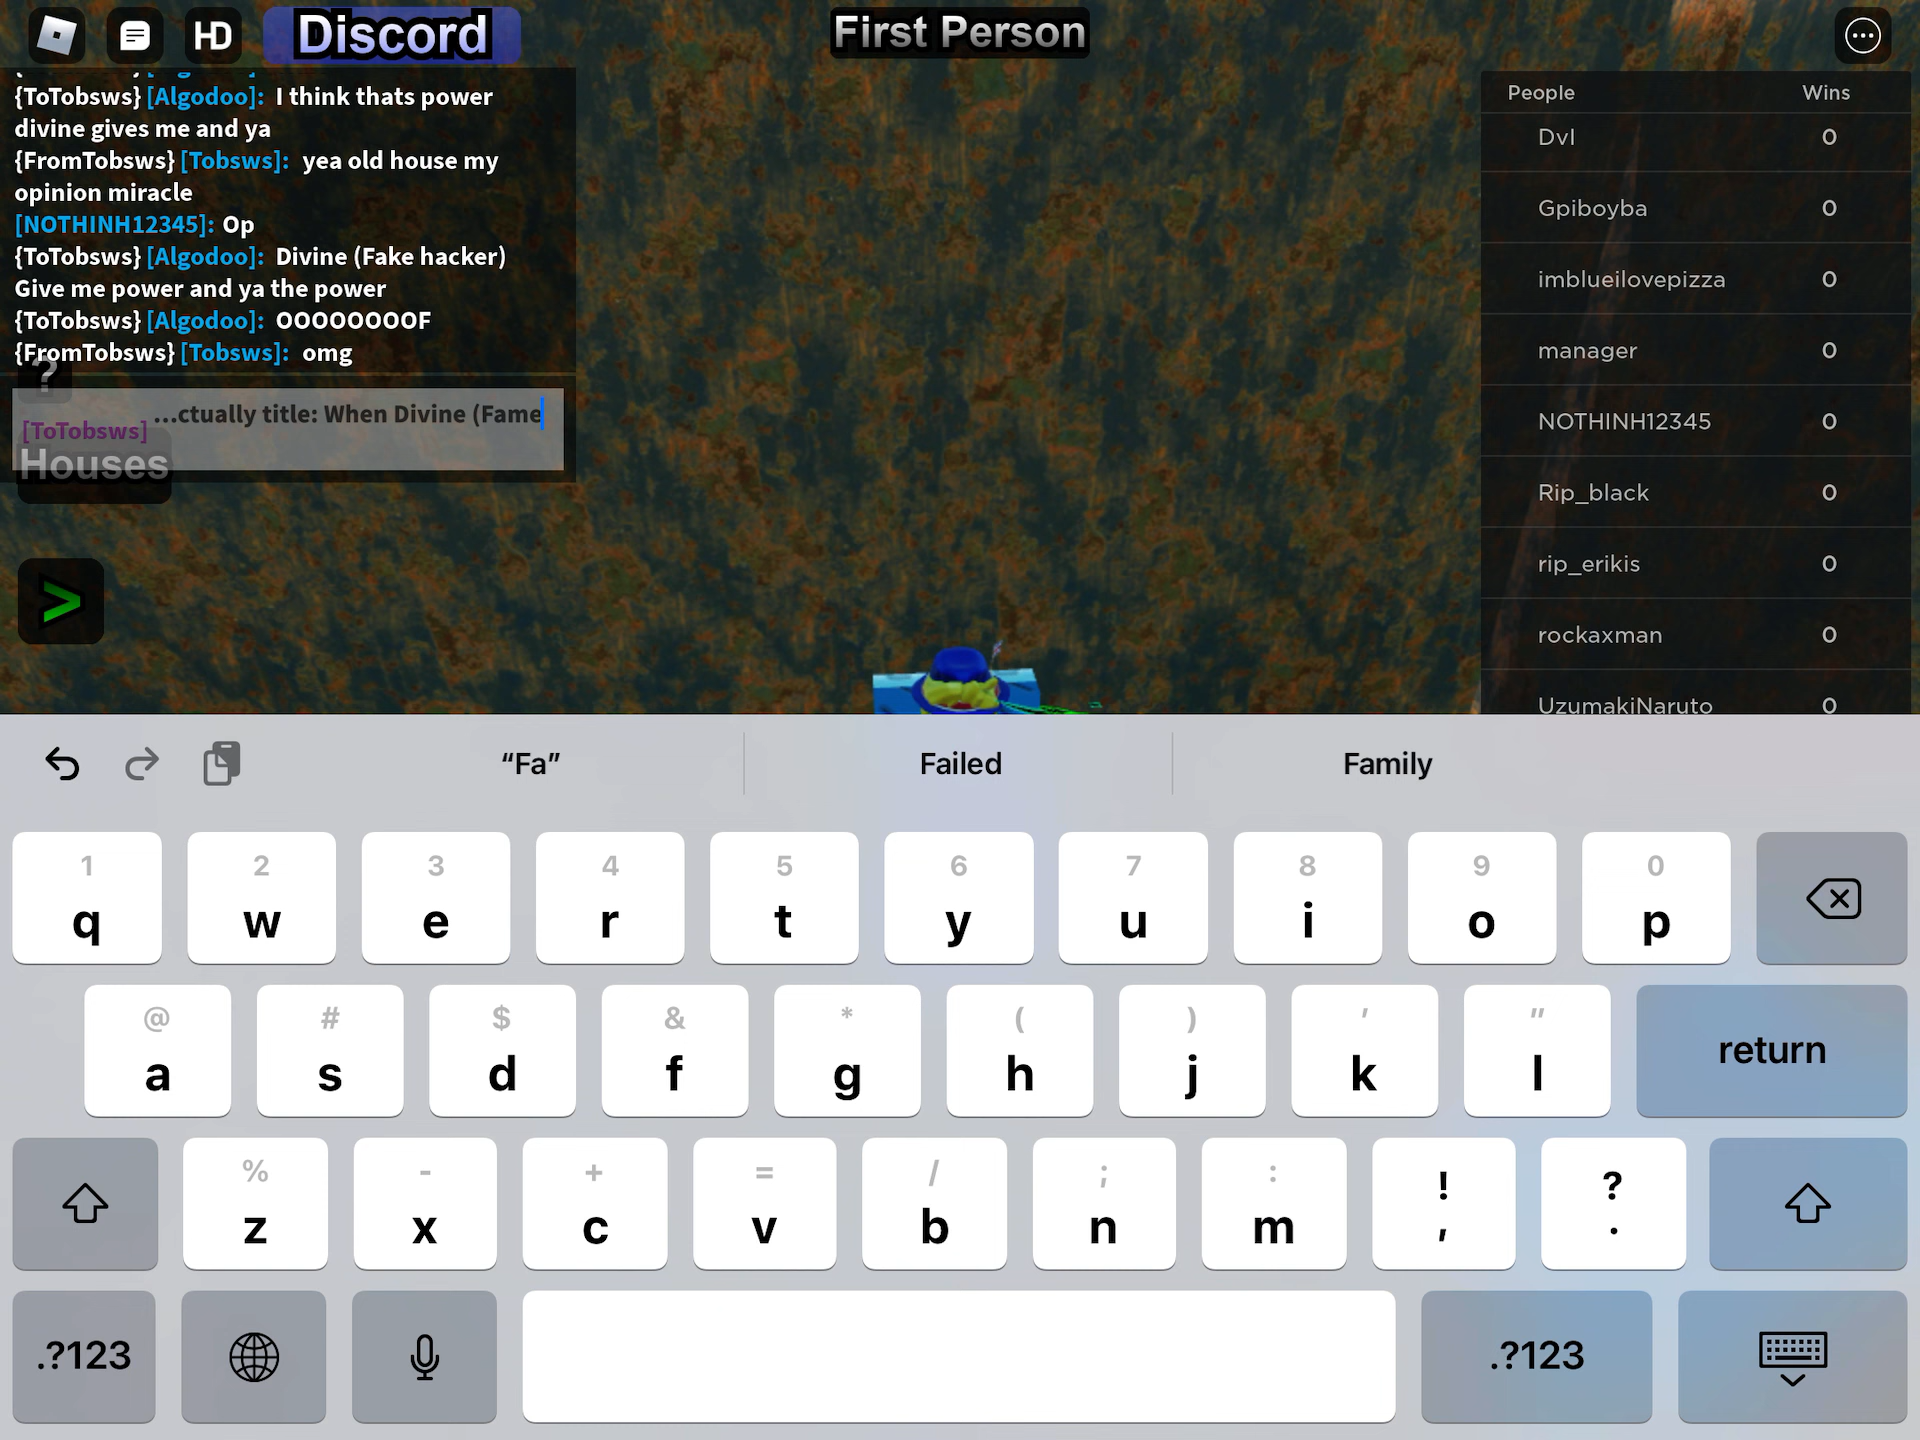 HD
Discord
First Person
{ToTobsws} [Algodoo]: I think thats power
divine gives me and ya
{FromTobsws} [Tobsws]: yea old house my
opinion miracle
[NOTHINH12345]: Op
{ToTobsws} [Algodoo]: Divine (Fake hacker)
Give me power and ya the power
{ToTobsws} [Algodoo]: OOOOOOOOF
{FromTobsws} [Tobsws]: omg
?
[ToTobsws] ...ctually title: When Divine (Fame
Houses
>
People Wins
Dvl 0
Gpiboyba 0
imblueilovepizza 0
manager 0
NOTHINH12345 0
Rip_black 0
rip_erikis 0
rockaxman 0
UzumakiNaruto 0
“Fa” Failed Family
1 2 3 4 5 6 7 8 9 0
q w e r t y u i o p
@ # $ & * ( ) ' "
a s d f g h j k l return
% - + = / ; : ! ?
z x c v b n m , .
.?123 .?123